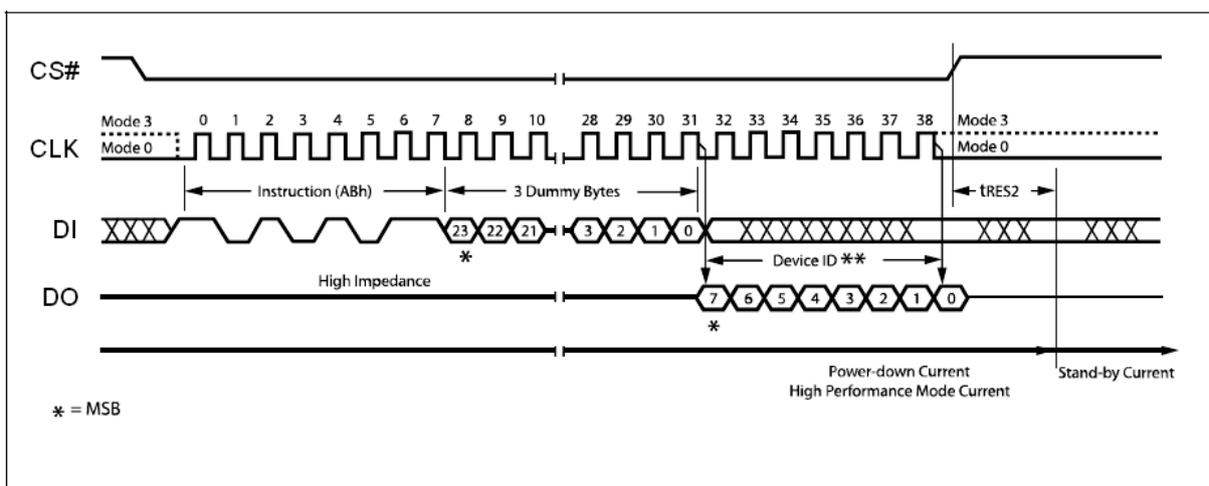 CS#
0 1 2 3 4 5 6 7 8 9 10 28 29 30 31 32 33 34 35 36 37 38
Mode 3 Mode 3
CLK
Mode 0 Mode 0
Instruction (ABh) 3 Dummy Bytes tRES2
DI 23 22 21 3 2 1 0
* Device ID **
High Impedance
DO 7 6 5 4 3 2 1 0
*
Power-down Current Stand-by Current
High Performance Mode Current
* = MSB